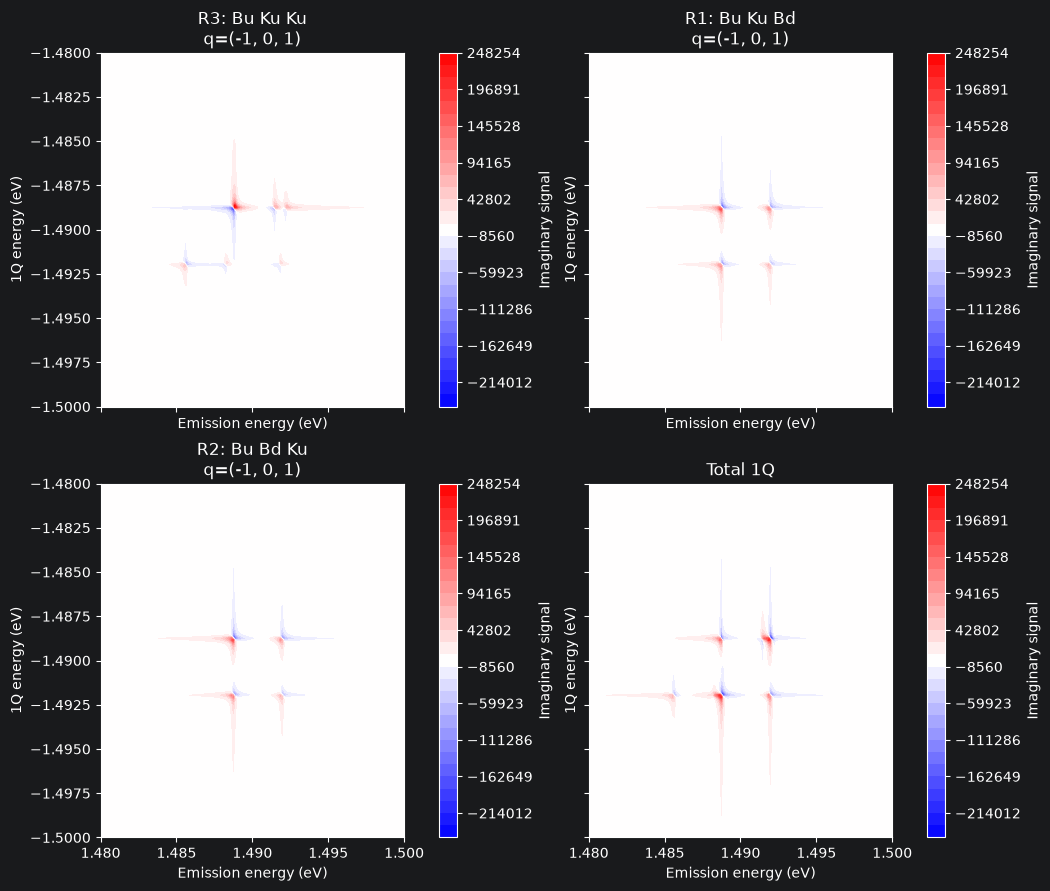 R3: Bu Ku Ku
q=(-1, 0, 1)
−1.4800
−1.4825
−1.4850
−1.4875
−1.4900
−1.4925
−1.4950
−1.4975
−1.5000
1Q energy (eV)
Emission energy (eV)
248254
196891
145528
94165
42802
−8560
−59923
−111286
−162649
−214012
Imaginary signal
R1: Bu Ku Bd
q=(-1, 0, 1)
1Q energy (eV)
Emission energy (eV)
248254
196891
145528
94165
42802
−8560
−59923
−111286
−162649
−214012
Imaginary signal
R2: Bu Bd Ku
q=(-1, 0, 1)
−1.4800
−1.4825
−1.4850
−1.4875
−1.4900
−1.4925
−1.4950
−1.4975
−1.5000
1Q energy (eV)
1.480 1.485 1.490 1.495 1.500
Emission energy (eV)
248254
196891
145528
94165
42802
−8560
−59923
−111286
−162649
−214012
Imaginary signal
Total 1Q
1Q energy (eV)
1.480 1.485 1.490 1.495 1.500
Emission energy (eV)
248254
196891
145528
94165
42802
−8560
−59923
−111286
−162649
−214012
Imaginary signal